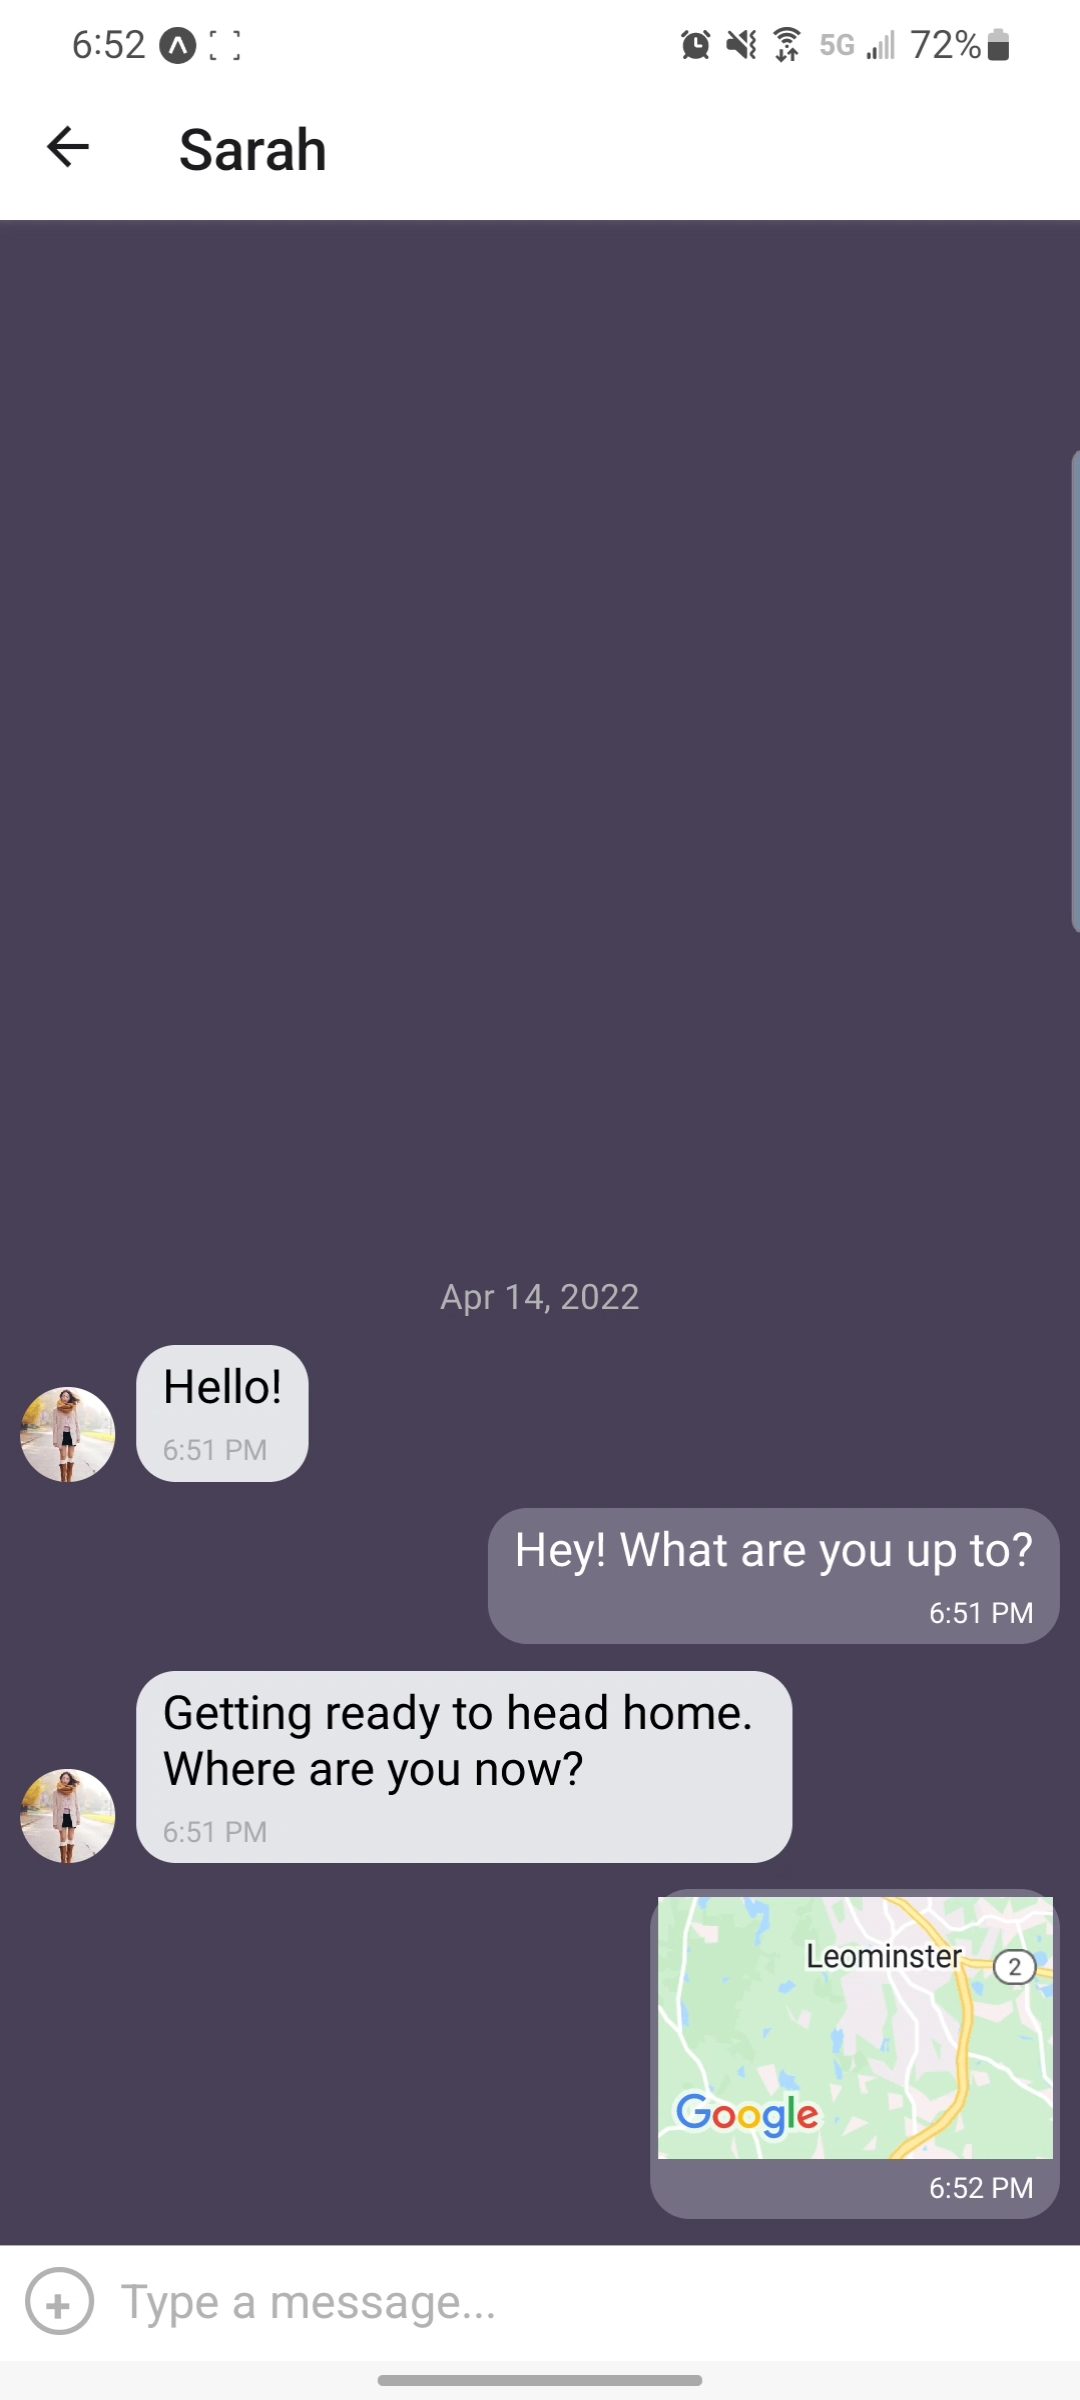 6:52
5G
72%
Sarah
Apr 14, 2022
Hello!
6:51 PM
Hey! What are you up to?
6:51 PM
Getting ready to head home.
Where are you now?
6:51 PM
Leominster
2
Google
6:52 PM
Type a message...